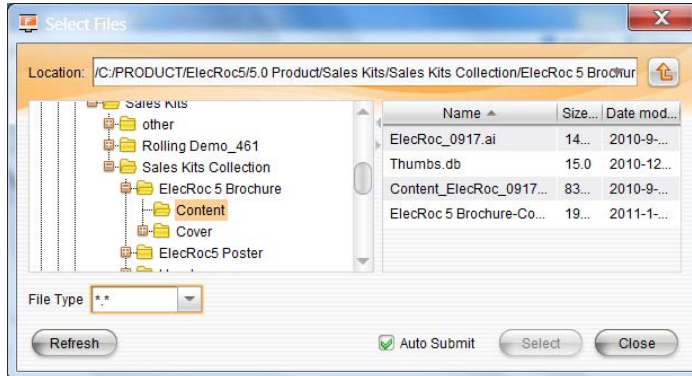 Select Files
Location: /C:/PRODUCT/ElecRoc5/5.0 Product/Sales Kits/Sales Kits Collection/ElecRoc 5 Brochur
Sales Kits
other
Rolling Demo_461
Sales Kits Collection
ElecRoc 5 Brochure
Content
Cover
ElecRoc5 Poster
Name Size... Date mod...
ElecRoc_0917.ai 14... 2010-9-...
Thumbs.db 15.0 2010-12...
Content_ElecRoc_0917... 83... 2010-9-...
ElecRoc 5 Brochure-Co... 19... 2011-1-...
File Type *.*
Refresh Auto Submit Select Close